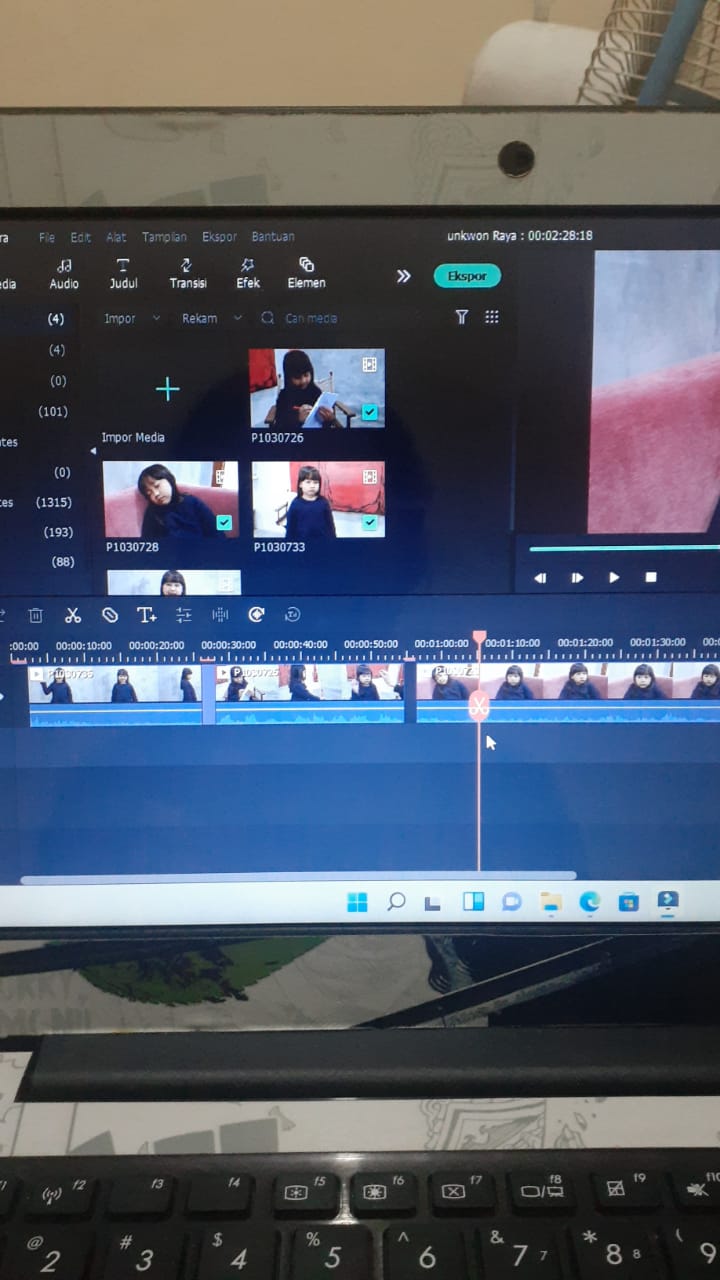 ra File Edit Alat Tampilan Ekspor Bantuan unkwon Raya : 00:02:28:18
dia Audio Judul Transisi Efek Elemen Ekspor
(4) Impor Rekam Cari media
(4)
(0)
(101)
Impor Media P1030726
ates
(0)
tes (1315)
(193)
P1030728 P1030733
(88)
:00:00 00:00:10:00 00:00:20:00 00:00:30:00 00:00:40:00 00:00:50:00 00:01:00:00 00:01:10:00 00:01:20:00 00:01:30:00 00:0
P1030735 P1030726
f2 f3 f4 f5 f6 f7 f8 f9 f10
@ # $ % ^ & * (
2 3 4 5 6 7 7 8 8 9